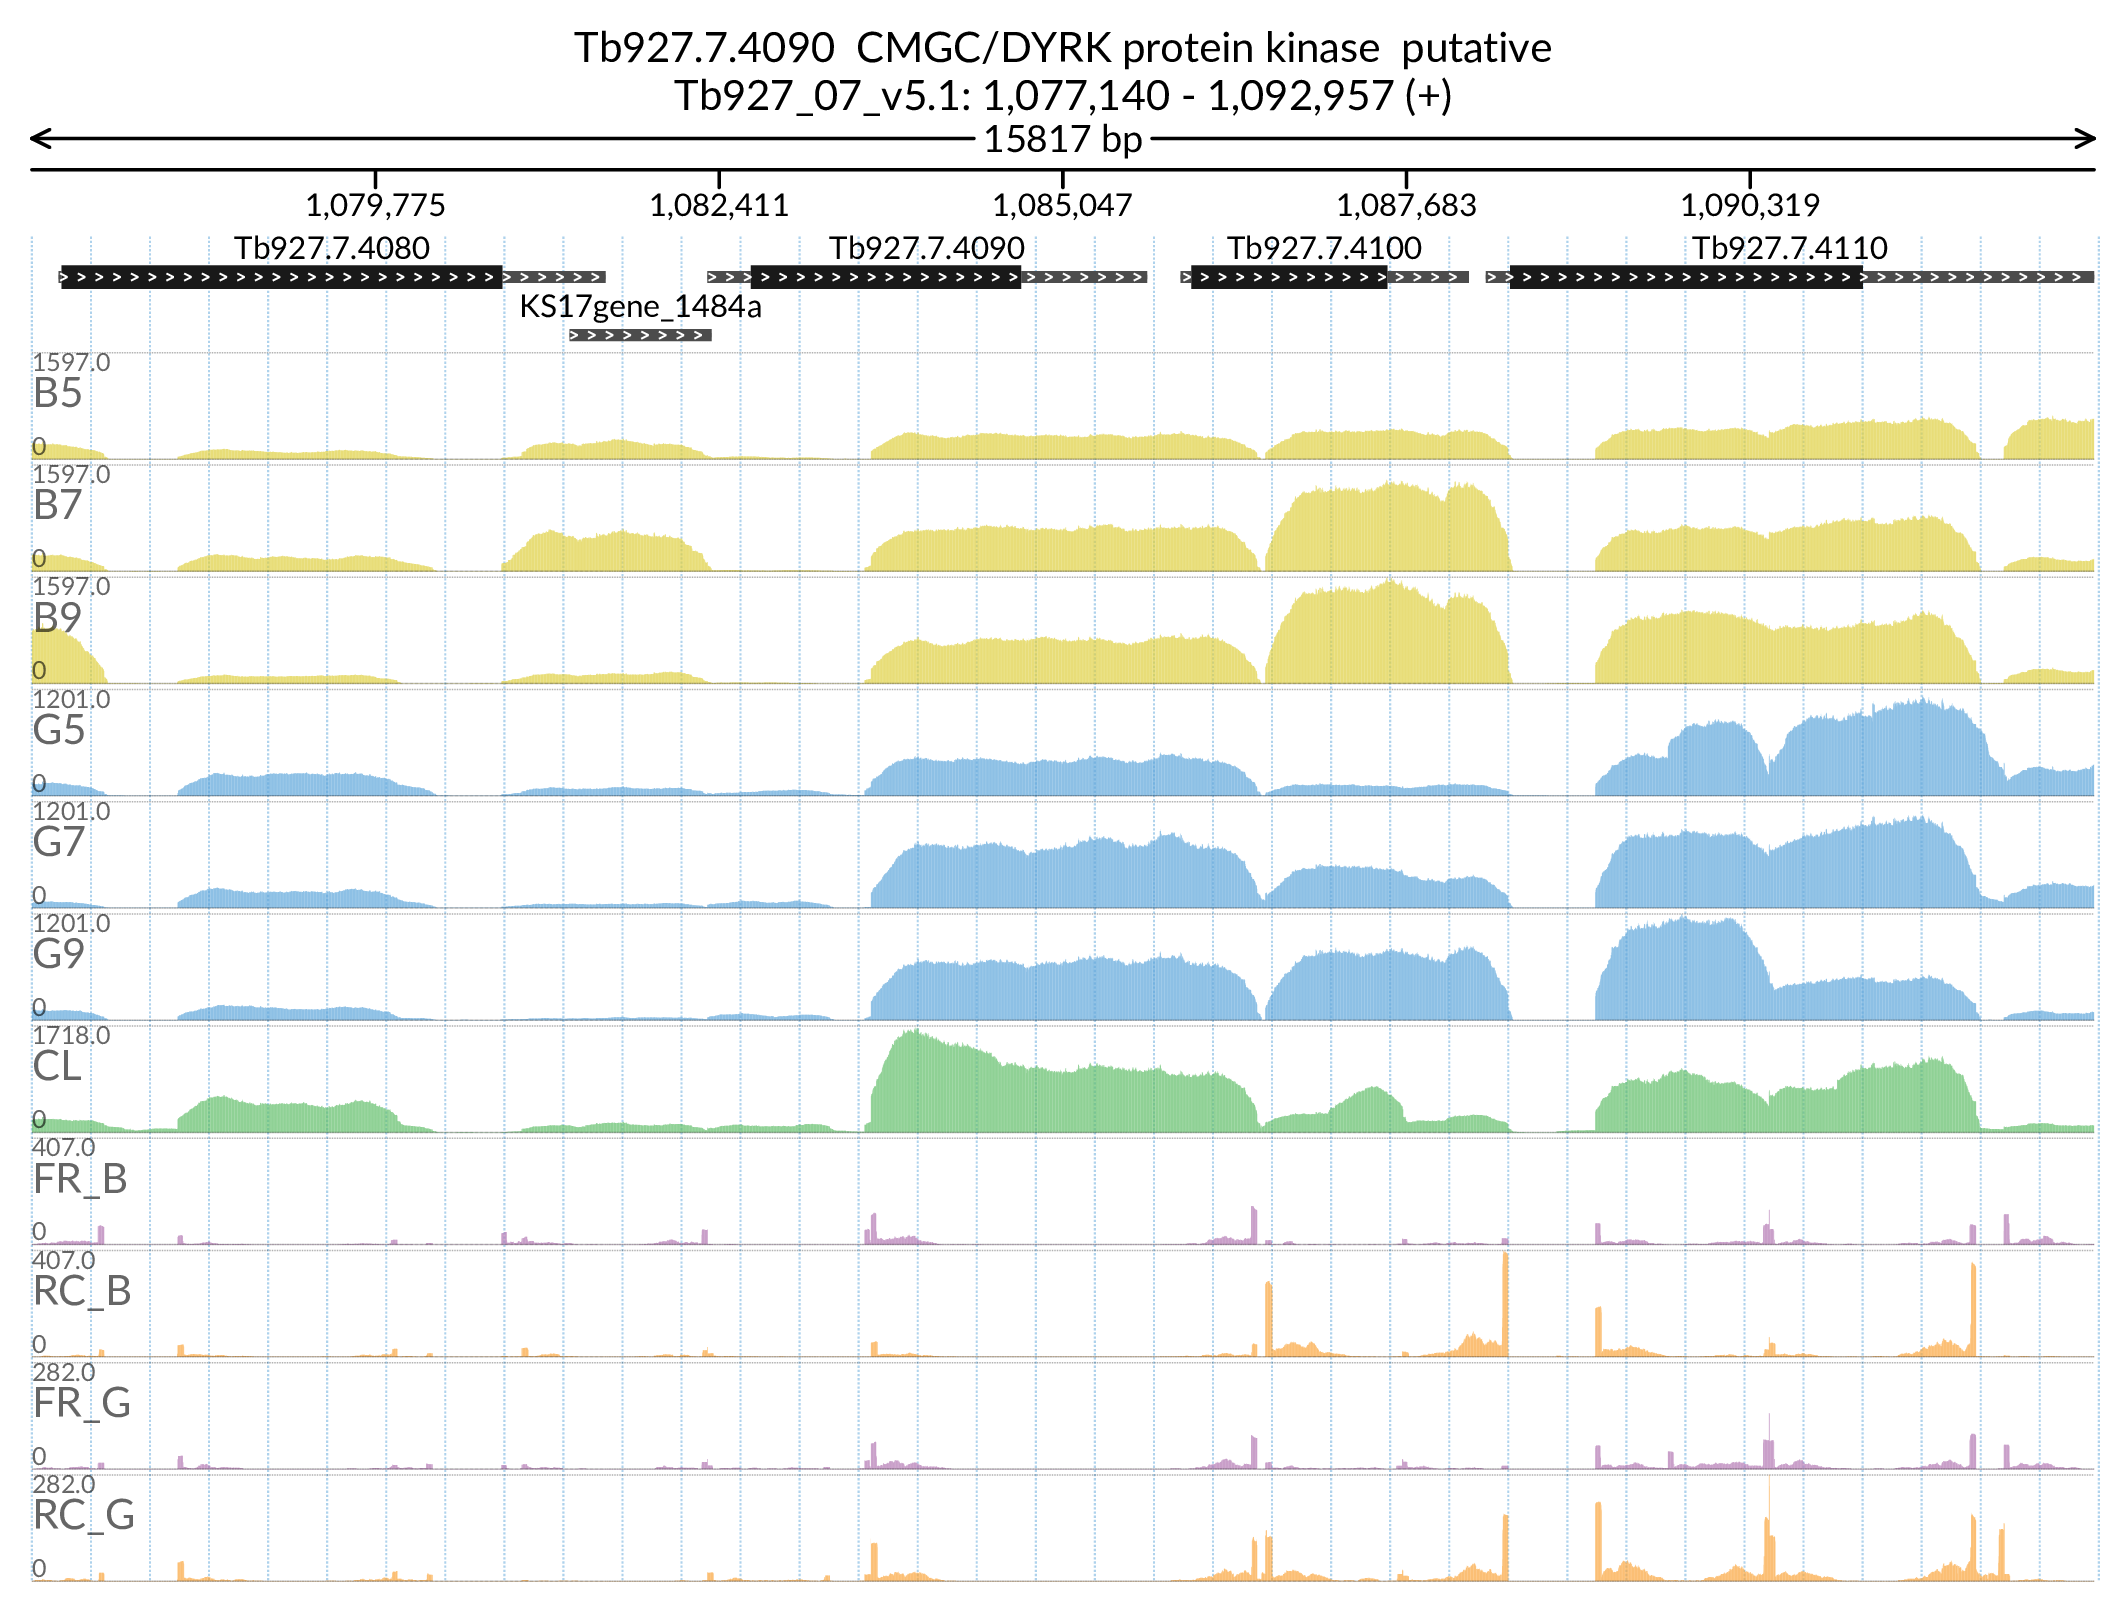 Tb927.7.4090 CMGC/DYRK protein kinase putative
Tb927_07_v5.1: 1,077,140 - 1,092,957 (+)
15817 bp
1,079,775 1,082,411 1,085,047 1,087,683 1,090,319
Tb927.7.4080 Tb927.7.4090 Tb927.7.4100 Tb927.7.4110
KS17gene_1484a
1597.0
B5
0
1597.0
B7
0
1597.0
B9
0
1201.0
G5
0
1201.0
G7
0
1201.0
G9
0
1718.0
CL
0
407.0
FR_B
0
407.0
RC_B
0
282.0
FR_G
0
282.0
RC_G
0